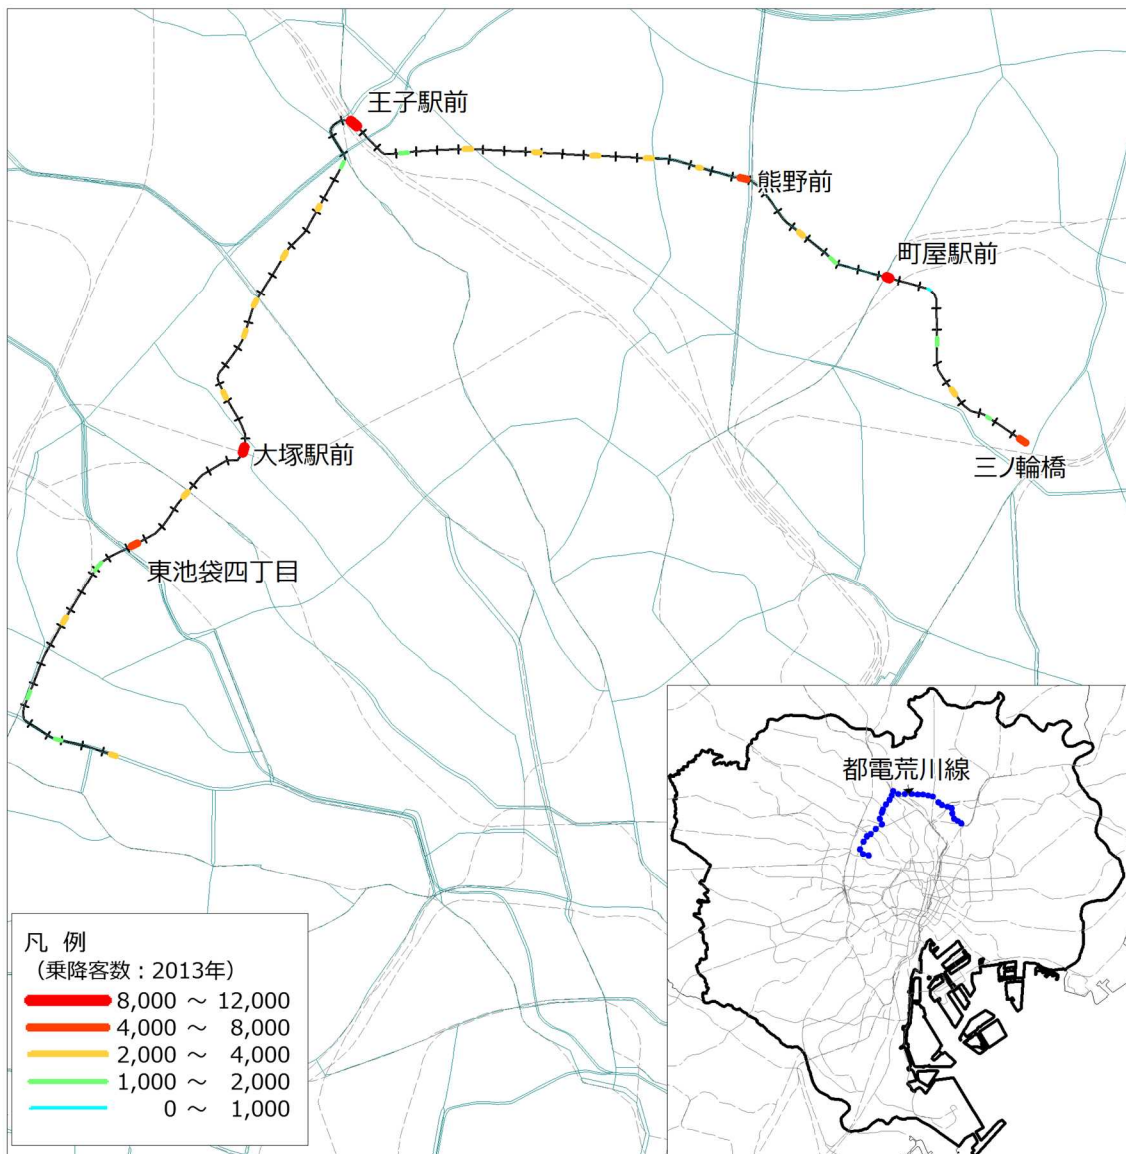 王子駅前
熊野前
町屋駅前
三ノ輪橋
大塚駅前
東池袋四丁目
都電荒川線
凡 例
（乗降客数：2013年）
8,000 ～ 12,000
4,000 ～ 8,000
2,000 ～ 4,000
1,000 ～ 2,000
0 ～ 1,000